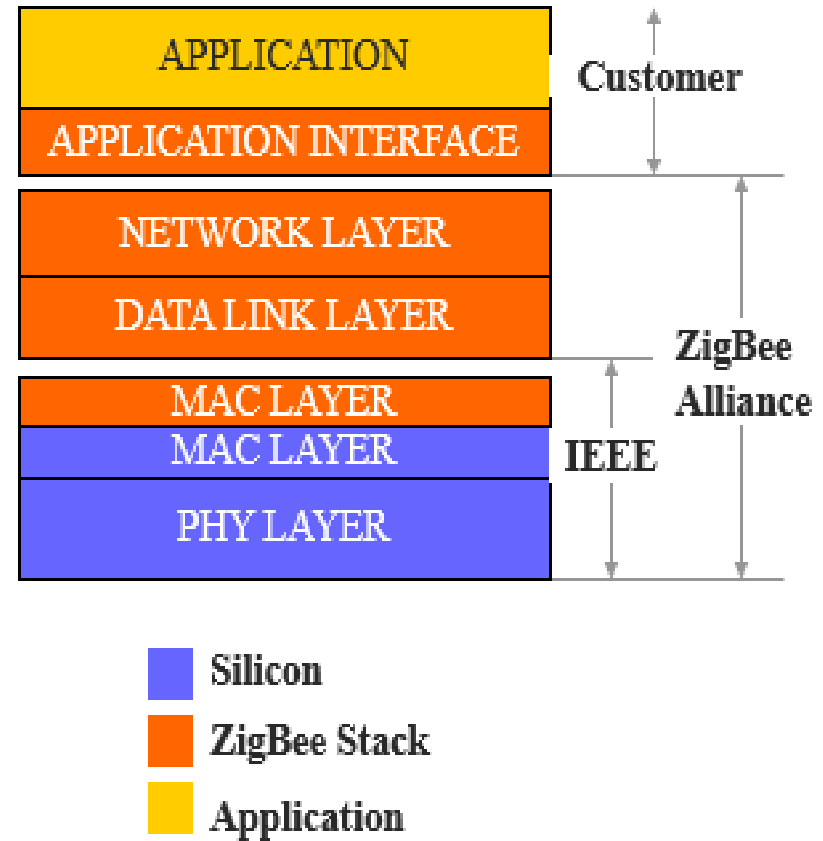 APPLICATION
Customer
APPLICATION INTERFACE
NETWORK LAYER
DATA LINK LAYER
ZigBee
Alliance
MAC LAYER
MAC LAYER
IEEE
PHY LAYER
Silicon
ZigBee Stack
Application